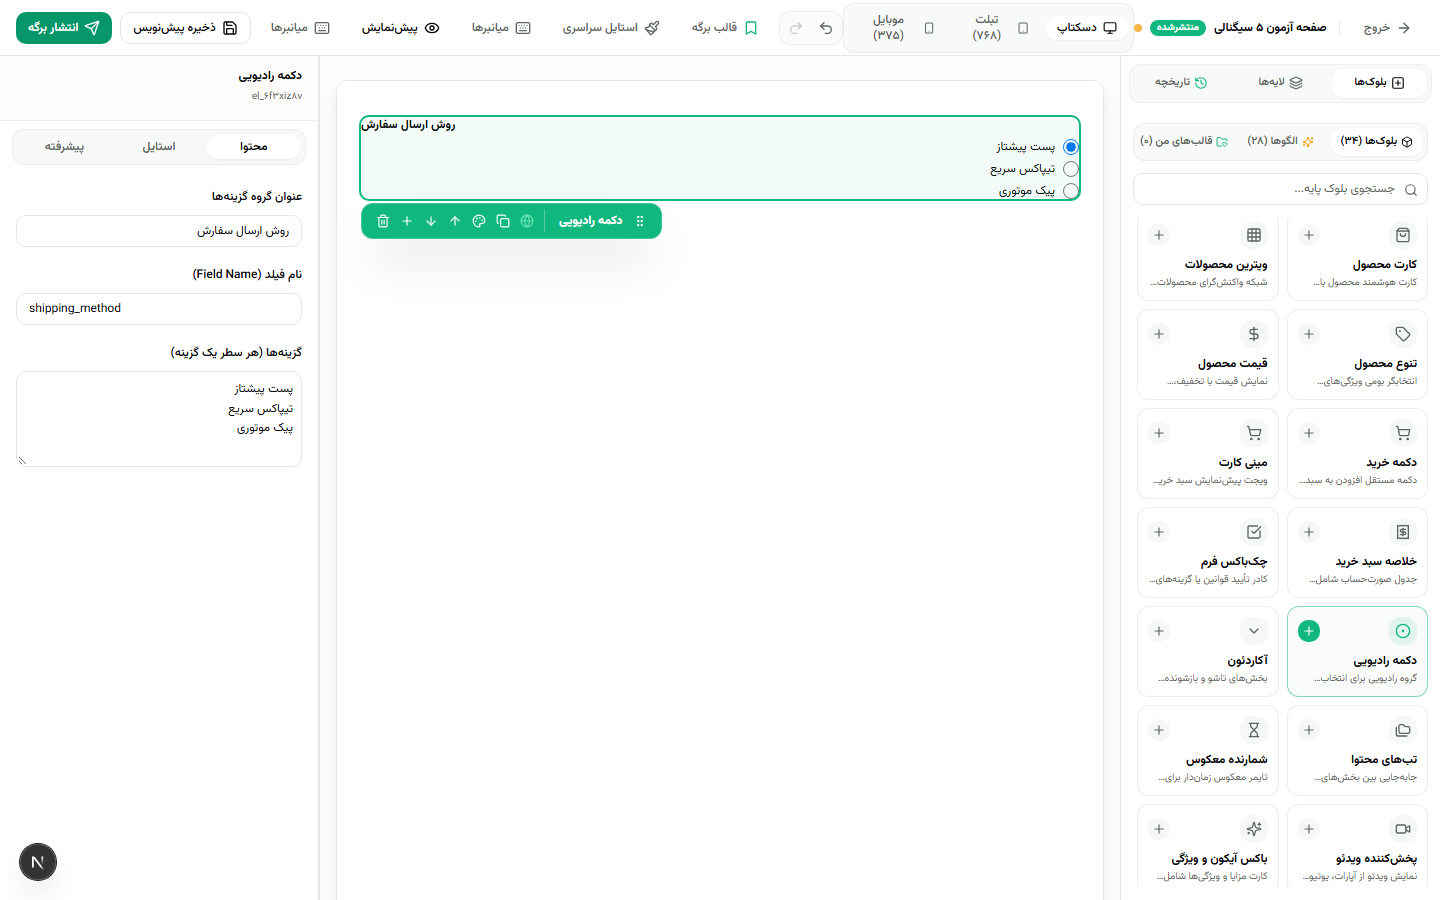 خروج
صفحه آزمون ۵ سیگنالی
منتشرشده
دسکتاپ
تبلت (۷۶۸)
موبایل (۳۷۵)
قالب برگه
استایل سراسری
میانبرها
پیش‌نمایش
میانبرها
ذخیره پیش‌نویس
انتشار برگه
بلوک‌ها
لایه‌ها
تاریخچه
بلوک‌ها (۳۴)
الگوها (۲۸)
قالب‌های من (۰)
جستجوی بلوک پایه...
کارت محصول
کارت هوشمند محصول با...
ویترین محصولات
شبکه واکنش‌گرای محصولات...
تنوع محصول
انتخابگر بومی ویژگی‌های...
قیمت محصول
نمایش قیمت با تخفیف،...
دکمه خرید
دکمه مستقل افزودن به سبد...
مینی کارت
ویجت پیش‌نمایش سبد خرید...
خلاصه سبد خرید
جدول صورت‌حساب شامل...
چک‌باکس فرم
کادر تأیید قوانین یا گزینه‌های...
دکمه رادیویی
گروه رادیویی برای انتخاب...
آکاردئون
بخش‌های تاشو و بازشونده...
تب‌های محتوا
جابه‌جایی بین بخش‌های...
شمارنده معکوس
تایمر معکوس زمان‌دار برای...
پخش‌کننده ویدئو
نمایش ویدئو از آپارات، یوتیوب...
باکس آیکون و ویژگی
کارت مزایا و ویژگی‌ها شامل...
روش ارسال سفارش
پست پیشتاز
تیپاکس سریع
پیک موتوری
دکمه رادیویی
دکمه رادیویی
el_۶f۳xiz۸v
محتوا
استایل
پیشرفته
عنوان گروه گزینه‌ها
روش ارسال سفارش
نام فیلد (Field Name)
shipping_method
گزینه‌ها (هر سطر یک گزینه)
پست پیشتاز
تیپاکس سریع
پیک موتوری
N